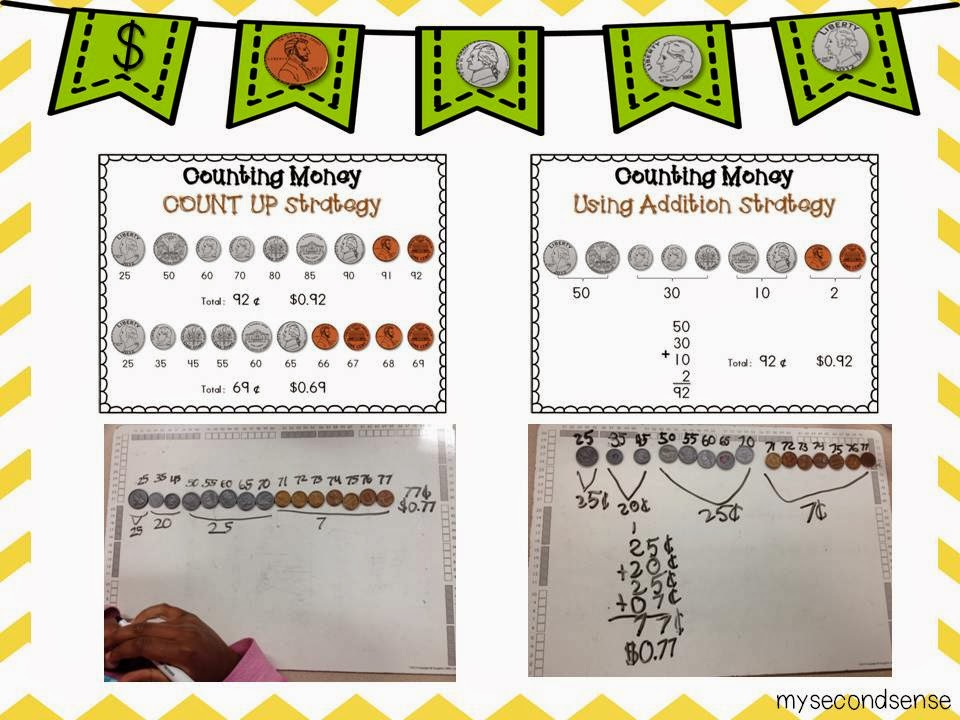 $
Counting Money
COUNT UP strategy
25 50 60 70 80 85 90 91 92
Total: 92 ¢ $0.92
25 35 45 55 60 65 66 67 68 69
Total: 69 ¢ $0.69
Counting Money
Using Addition strategy
50 30 10 2
50
30
+ 10
2
92
Total: 92 ¢ $0.92
25 35 45 50 55 60 65 70 71 72 73 74 75 76 77
77¢
$0.77
25 20 25 7
25 35 45 50 55 60 65 70 71 72 73 74 75 76 77
25¢ 20¢ 25¢ 7¢
1
25¢
+20¢
25¢
+07¢
77¢
$0.77
mysecondsense